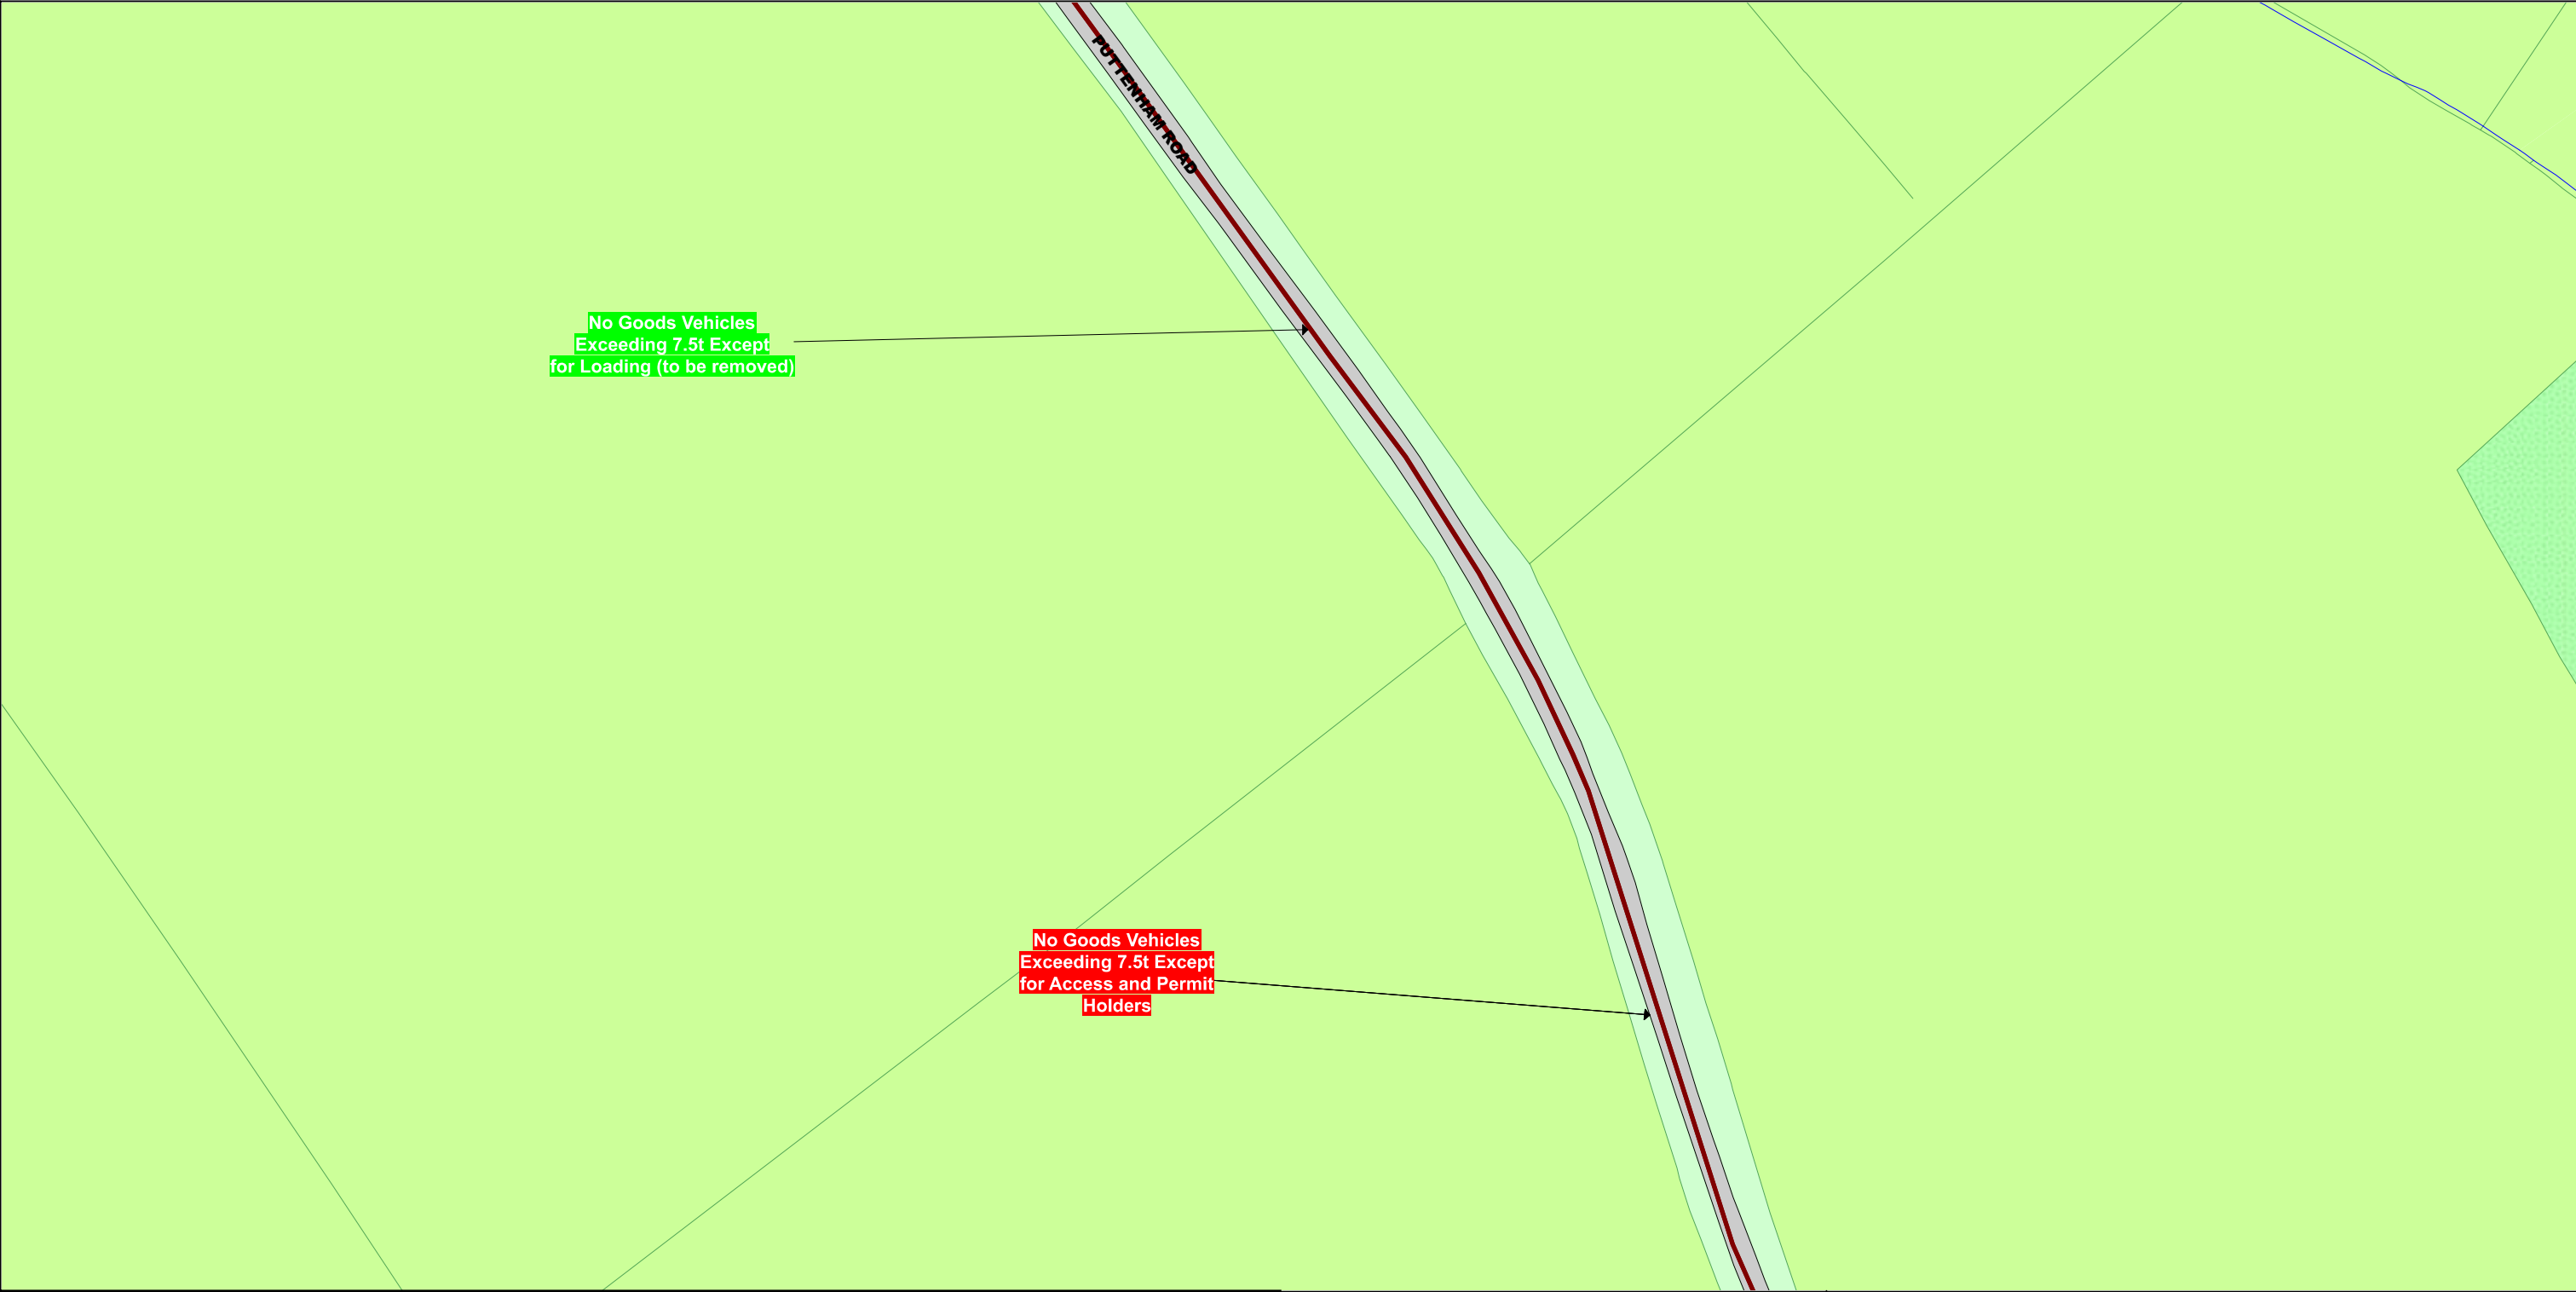 PUTTENHAM ROAD
No Goods Vehicles
Exceeding 7.5t Except
for Loading (to be removed)
No Goods Vehicles
Exceeding 7.5t Except
for Access and Permit
Holders